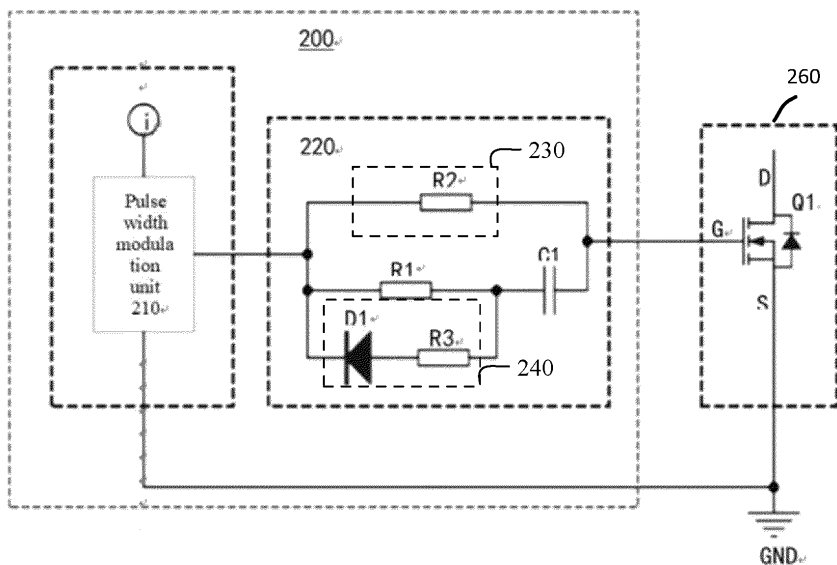 200
260
i
220
230
R2
D
Q1
Pulse
width
modula
tion
unit
210
G
C1
R1
D1
S
R3
240
GND